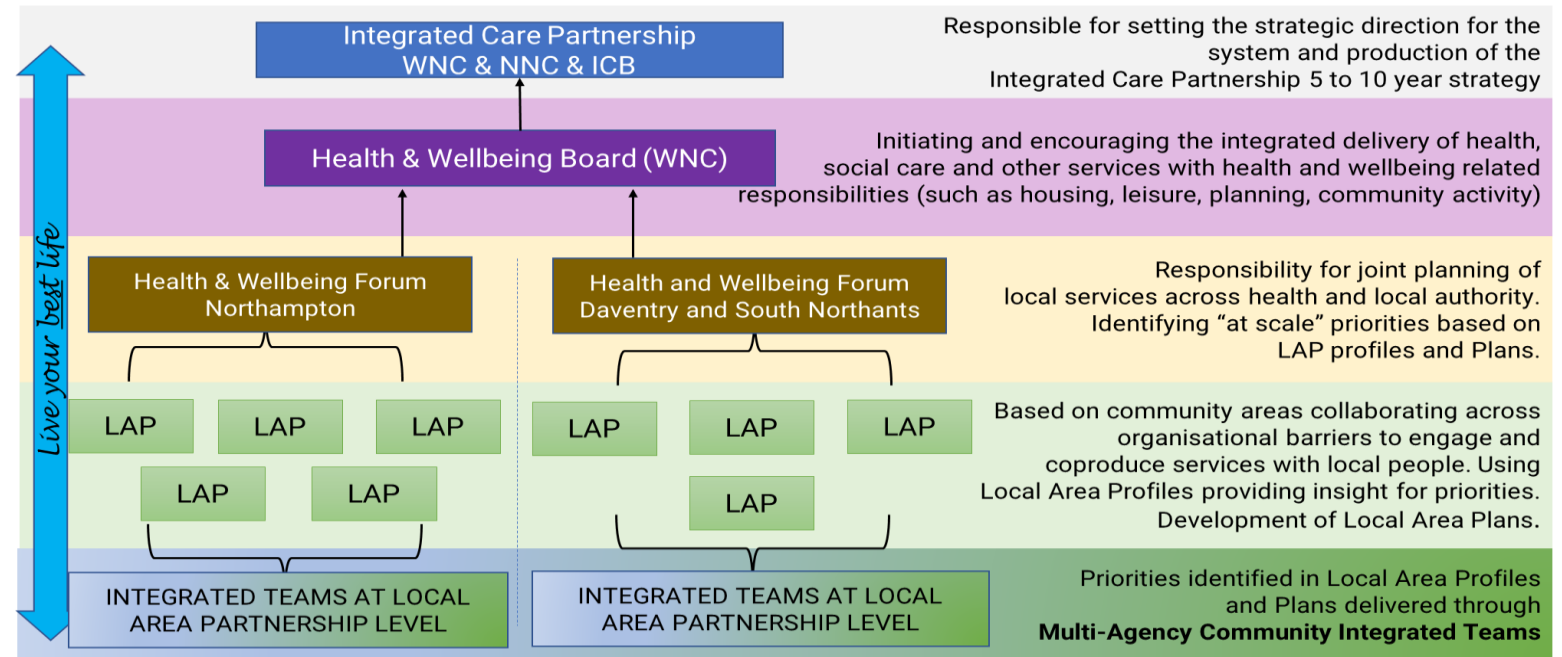 Integrated Care Partnership
WNC & NNC & ICB
Responsible for setting the strategic direction for the
system and production of the
Integrated Care Partnership 5 to 10 year strategy
Health & Wellbeing Board (WNC)
Initiating and encouraging the integrated delivery of health,
social care and other services with health and wellbeing related
responsibilities (such as housing, leisure, planning, community activity)
Live your best life
Health & Wellbeing Forum
Northampton
Health and Wellbeing Forum
Daventry and South Northants
Responsibility for joint planning of
local services across health and local authority.
Identifying “at scale” priorities based on
LAP profiles and Plans.
LAP
LAP
LAP
LAP
LAP
LAP
LAP
LAP
LAP
Based on community areas collaborating across
organisational barriers to engage and
coproduce services with local people. Using
Local Area Profiles providing insight for priorities.
Development of Local Area Plans.
INTEGRATED TEAMS AT LOCAL
AREA PARTNERSHIP LEVEL
INTEGRATED TEAMS AT LOCAL
AREA PARTNERSHIP LEVEL
Priorities identified in Local Area Profiles
and Plans delivered through
Multi-Agency Community Integrated Teams